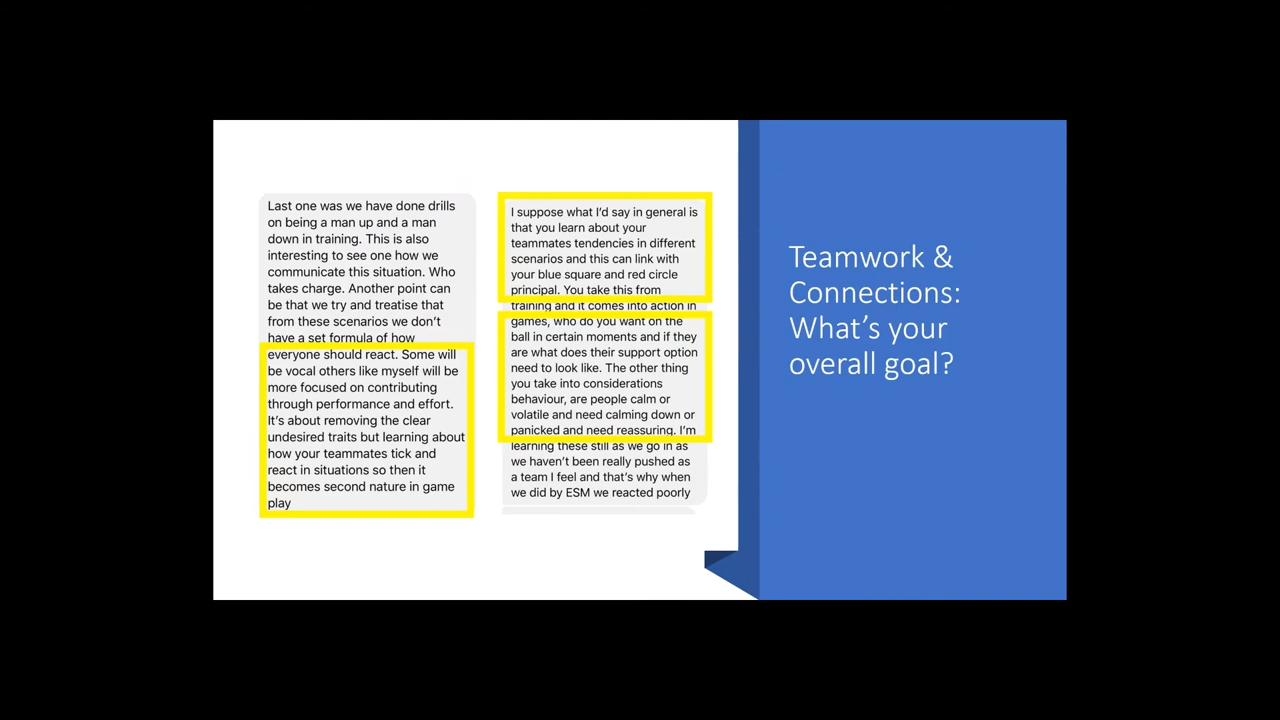 Last one was we have done drills
on being a man up and a man
down in training. This is also
interesting to see one how we
communicate this situation. Who
takes charge. Another point can
be that we try and treatise that
from these scenarios we don’t
have a set formula of how
everyone should react. Some will
be vocal others like myself will be
more focused on contributing
through performance and effort.
It’s about removing the clear
undesired traits but learning about
how your teammates tick and
react in situations so then it
becomes second nature in game
play
I suppose what I’d say in general is
that you learn about your
teammates tendencies in different
scenarios and this can link with
your blue square and red circle
principal. You take this from
training and it comes into action in
games, who do you want on the
ball in certain moments and if they
are what does their support option
need to look like. The other thing
you take into considerations
behaviour, are people calm or
volatile and need calming down or
panicked and need reassuring. I’m
learning these still as we go in as
we haven’t been really pushed as
a team I feel and that’s why when
we did by ESM we reacted poorly
Teamwork &
Connections:
What’s your
overall goal?